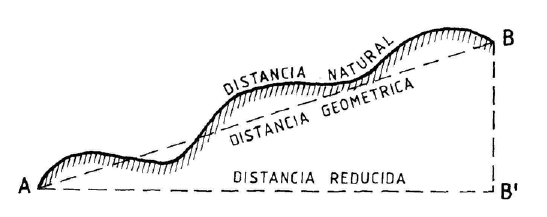 DISTANCIA NATURAL
B
DISTANCIA GEOMETRICA
A
DISTANCIA REDUCIDA
B'